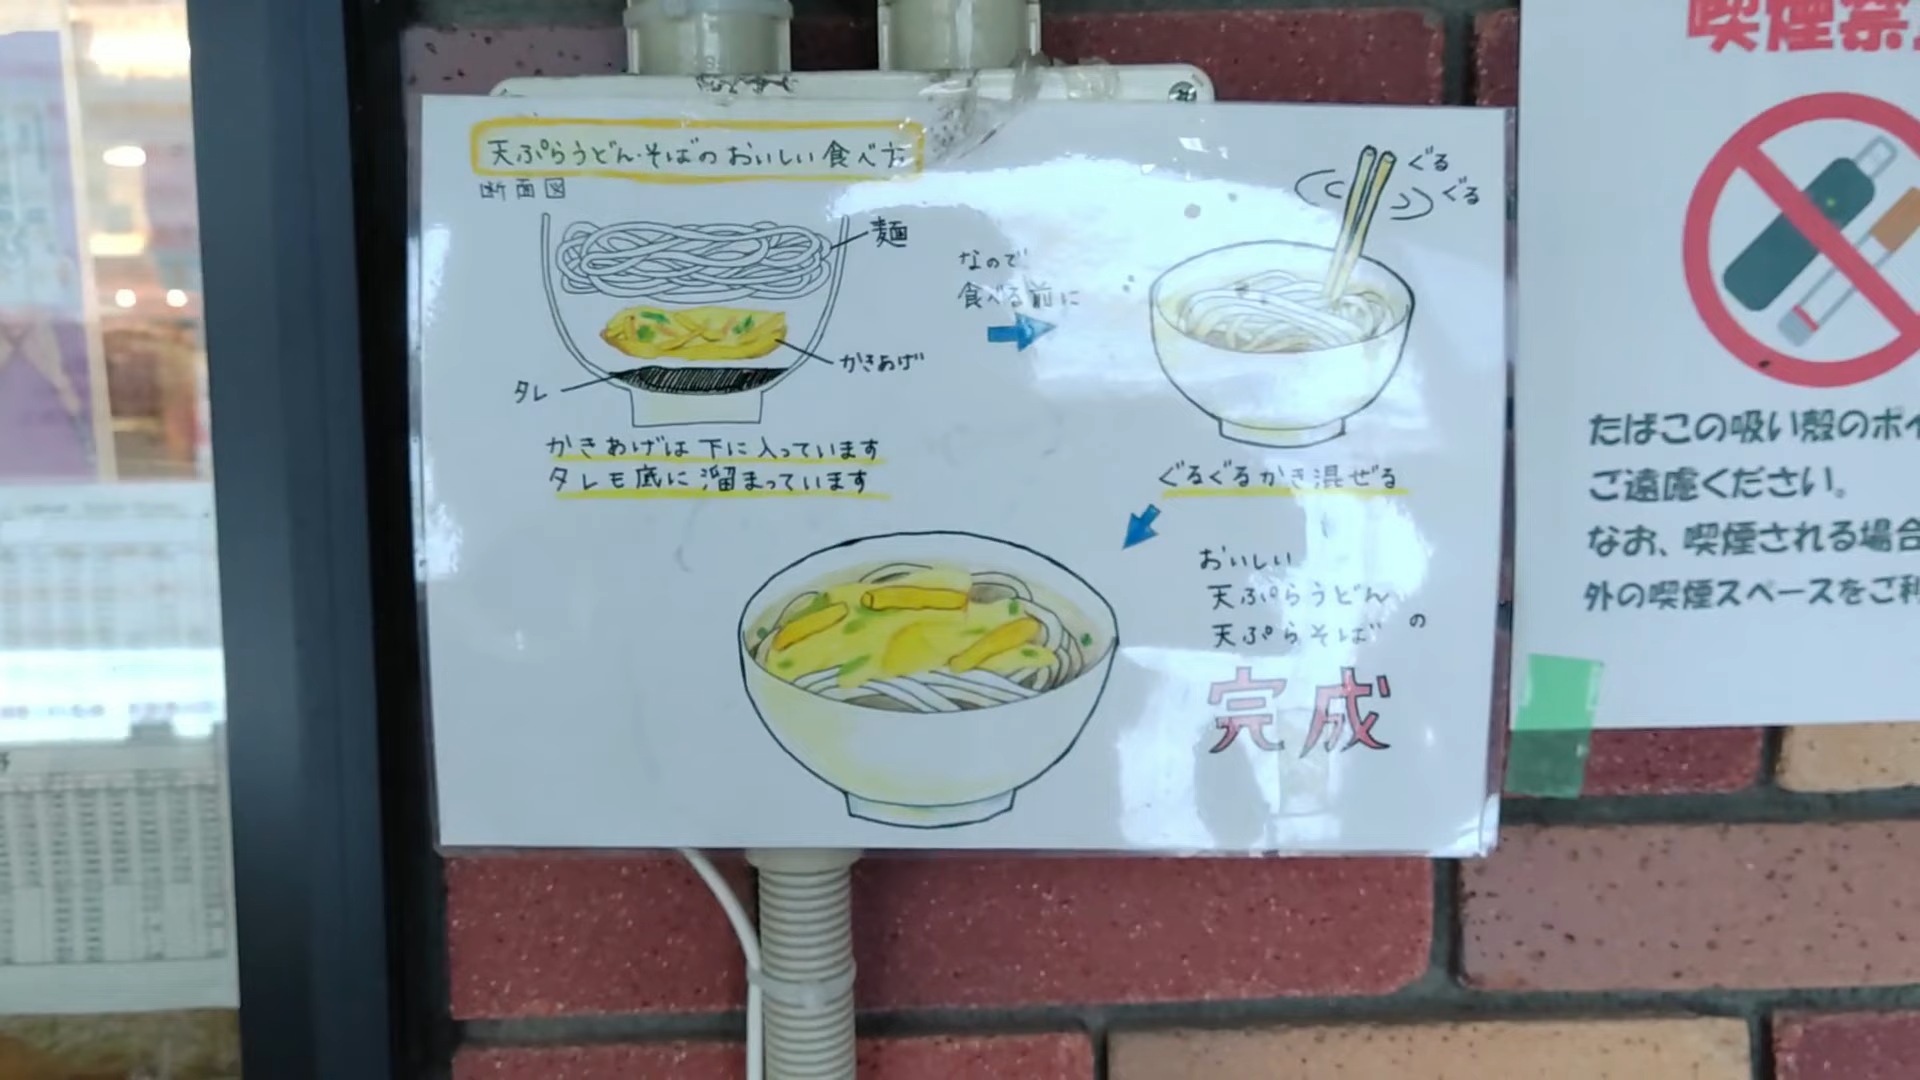 天ぷらうどん・そばのおいしい食べ方
断面図
麺
かきあげ
タレ
かきあげは下に入っています
タレも底に溜まっています
なので
食べる前に
ぐる
ぐる
ぐるぐるかき混ぜる
おいしい
天ぷらうどん
天ぷらそば の
完成
喫煙禁
たばこの吸い殻のポイ
ご遠慮ください。
なお、喫煙される場合
外の喫煙スペースをご利